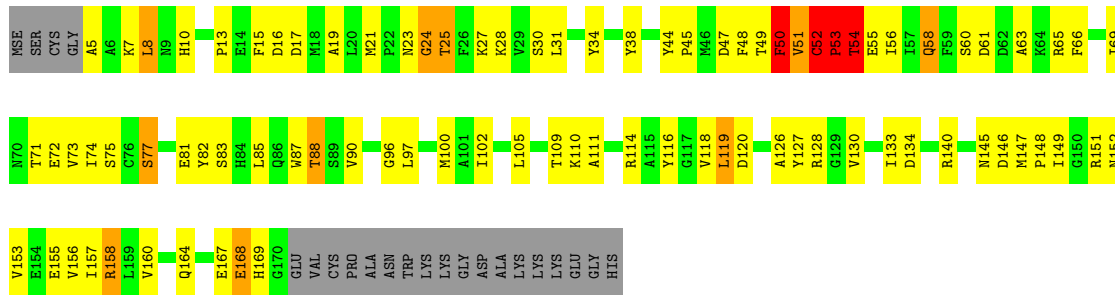 MSE SER CYS GLY A5 A6 K7 L8 N9 H10 P13 F15 E14 D16 D17 M18 A19 L20 M21 P22 N23 G24 T25 F26 K27 K28 V29 S30 L31 Y34 Y38 Y44 P45 M46 D47 F48 T49 F50 V51 C52 P53 T54 E55 I56 I57 Q58 F59 S60 D61 D62 A63 K64 R65 F66 I69
N70 T71 E72 V73 I74 S75 C76 S77 E81 Y82 S83 H84 L85 Q86 W87 T88 S89 V90 G96 L97 M100 A101 I102 L105 T109 K110 A111 R114 A115 Y116 G117 V118 L119 D120 A126 Y127 R128 G129 V130 I133 D134 R140 N145 D146 M147 P148 I149 G150 R151 N152
V153 E154 E155 V156 I157 R158 L159 V160 Q164 E167 E168 H169 G170 GLU VAL CYS PRO ALA ASN TRP LYS LYS GLY ASP ALA LYS LYS LYS GLU GLY HIS